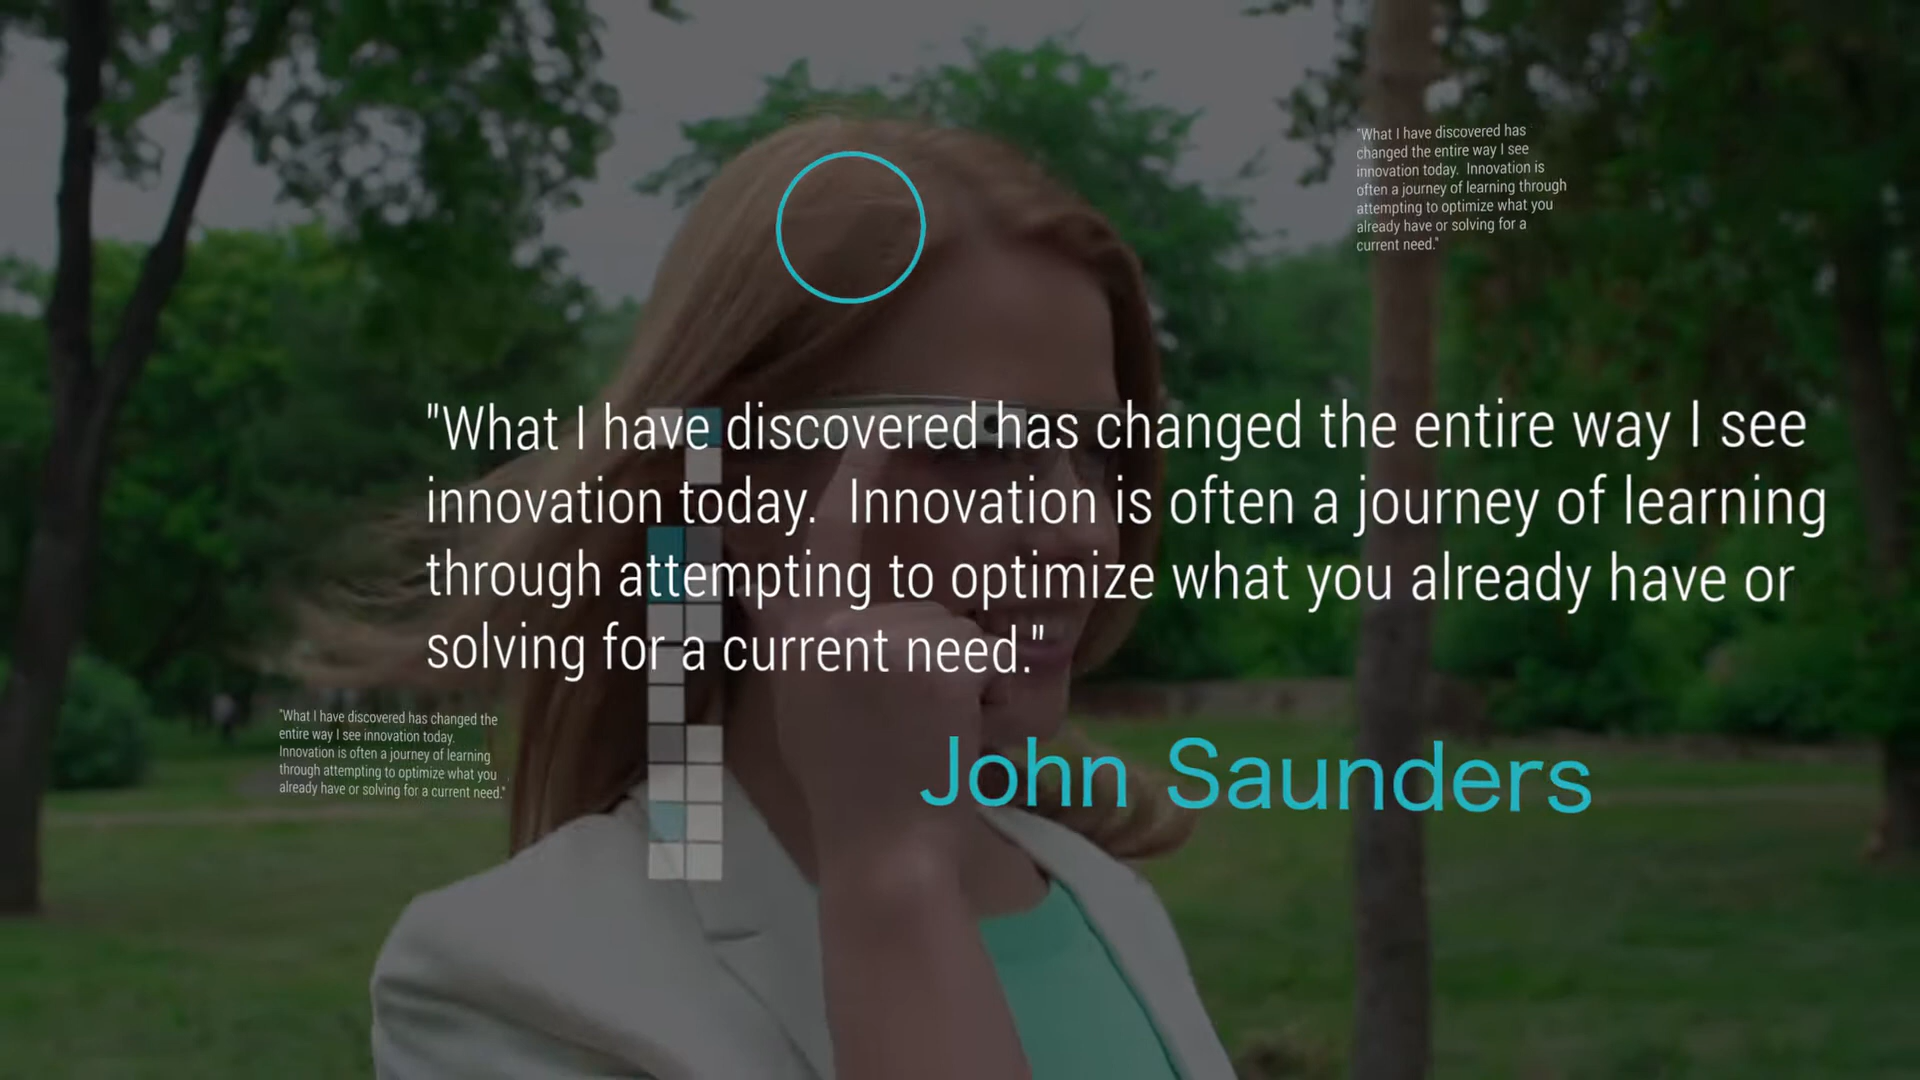 "What I have discovered has
changed the entire way I see
innovation today.  Innovation is
often a journey of learning through
attempting to optimize what you
already have or solving for a
current need."
"What I have discovered has changed the entire way I see
innovation today.  Innovation is often a journey of learning
through attempting to optimize what you already have or
solving for a current need."
John Saunders
"What I have discovered has changed the
entire way I see innovation today.
Innovation is often a journey of learning
through attempting to optimize what you
already have or solving for a current need."